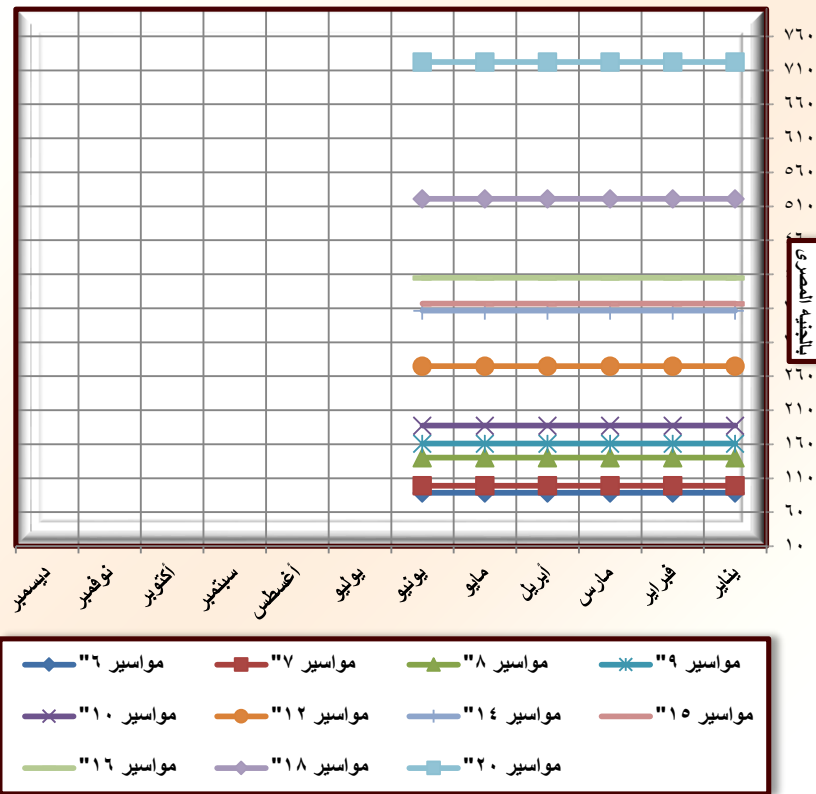 ٧٦٠
٧١٠
٦٦٠
٦١٠
٥٦٠
٥١٠
بالجنيه المصرى
٢٦٠
٢١٠
١٦٠
١١٠
٦٠
١٠
يناير فبراير مارس أبريل مايو يونيو يوليو أغسطس سبتمبر أكتوبر نوفمبر ديسمبر
مواسير ٩" مواسير ٨" مواسير ٧" مواسير ٦"
مواسير ١٥" مواسير ١٤" مواسير ١٢" مواسير ١٠"
مواسير ٢٠" مواسير ١٨" مواسير ١٦"